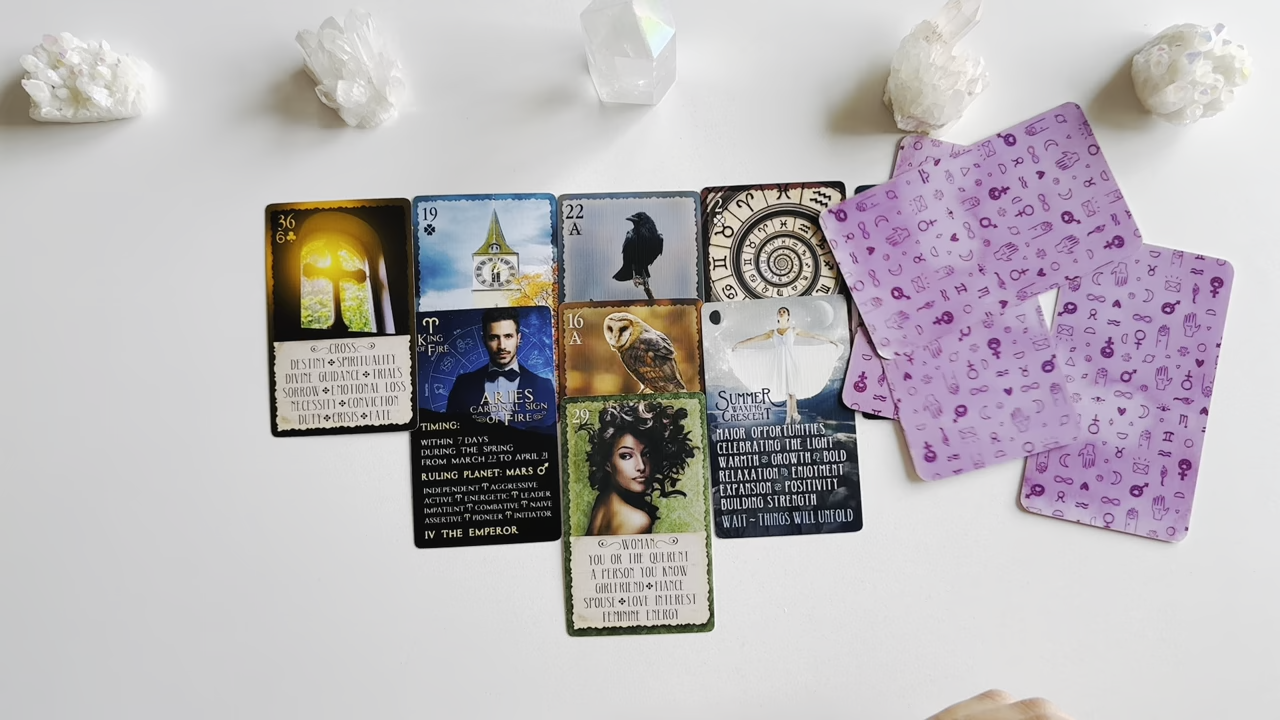 36
6♣
CROSS
DESTINY ✤ SPIRITUALITY
DIVINE GUIDANCE ✤ TRIALS
SORROW ✤ EMOTIONAL LOSS
NECESSITY ✤ CONVICTION
DUTY ✤ CRISIS ✤ FATE
19
♈
KING
OF FIRE
ARIES
CARDINAL SIGN
OF FIRE
TIMING:
WITHIN 7 DAYS
DURING THE SPRING
FROM MARCH 22 TO APRIL 21
RULING PLANET: MARS ♂
INDEPENDENT ♈ AGGRESSIVE
ACTIVE ♈ ENERGETIC ♈ LEADER
IMPATIENT ♈ COMBATIVE ♈ NAIVE
ASSERTIVE ♈ PIONEER ♈ INITIATOR
IV THE EMPEROR
22
A
16
A
29
WOMAN
YOU OR THE QUERENT
A PERSON YOU KNOW
GIRLFRIEND ✤ FIANCE
SPOUSE ✤ LOVE INTEREST
FEMININE ENERGY
2
SUMMER
WAXING
CRESCENT
MAJOR OPPORTUNITIES
CELEBRATING THE LIGHT
WARMTH GROWTH ♌ BOLD
RELAXATION ♏ ENJOYMENT
EXPANSION POSITIVITY
BUILDING STRENGTH
WAIT ~ THINGS WILL UNFOLD